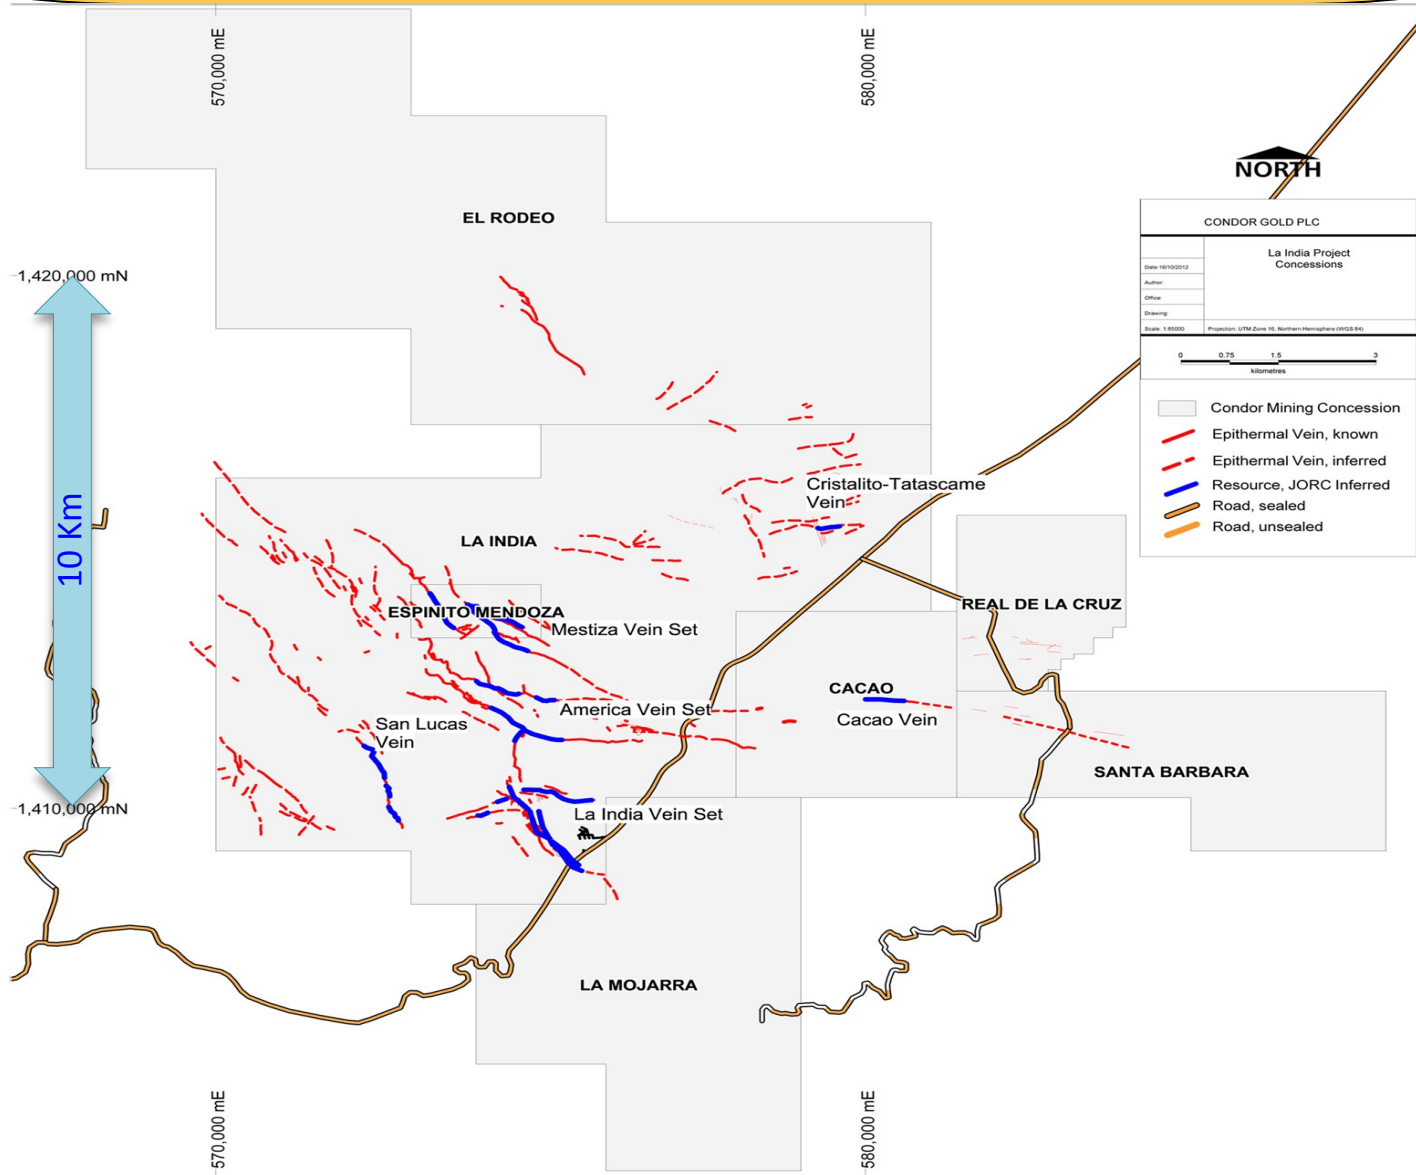 570,000 mE
580,000 mE
NORTH
CONDOR GOLD PLC
La India Project
Concessions
Date:16/10/2012
Author:
Office:
Drawing:
Scale: 1:85000
Projection: UTM Zone 16, Northern Hemisphere (WGS 84)
0 0.75 1.5 3
kilometres
Condor Mining Concession
Epithermal Vein, known
Epithermal Vein, inferred
Resource, JORC Inferred
Road, sealed
Road, unsealed
EL RODEO
1,420,000 mN
10 Km
Cristalito-Tatascame
Vein
LA INDIA
ESPINITO MENDOZA
REAL DE LA CRUZ
Mestiza Vein Set
CACAO
America Vein Set
Cacao Vein
San Lucas
Vein
SANTA BARBARA
1,410,000 mN
La India Vein Set
LA MOJARRA
570,000 mE
580,000 mE